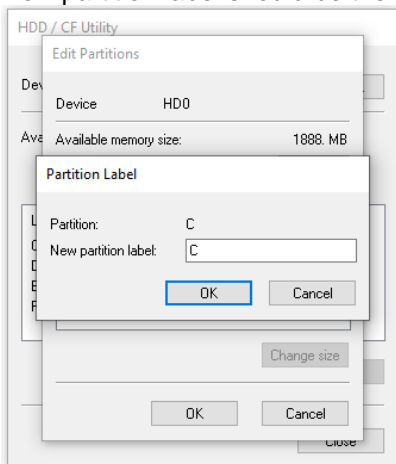 HDD / CF Utility
Edit Partitions
Device HD0
Available memory size: 1888. MB
Partition Label
Partition: C
New partition label: C
OK Cancel
Change size
OK Cancel